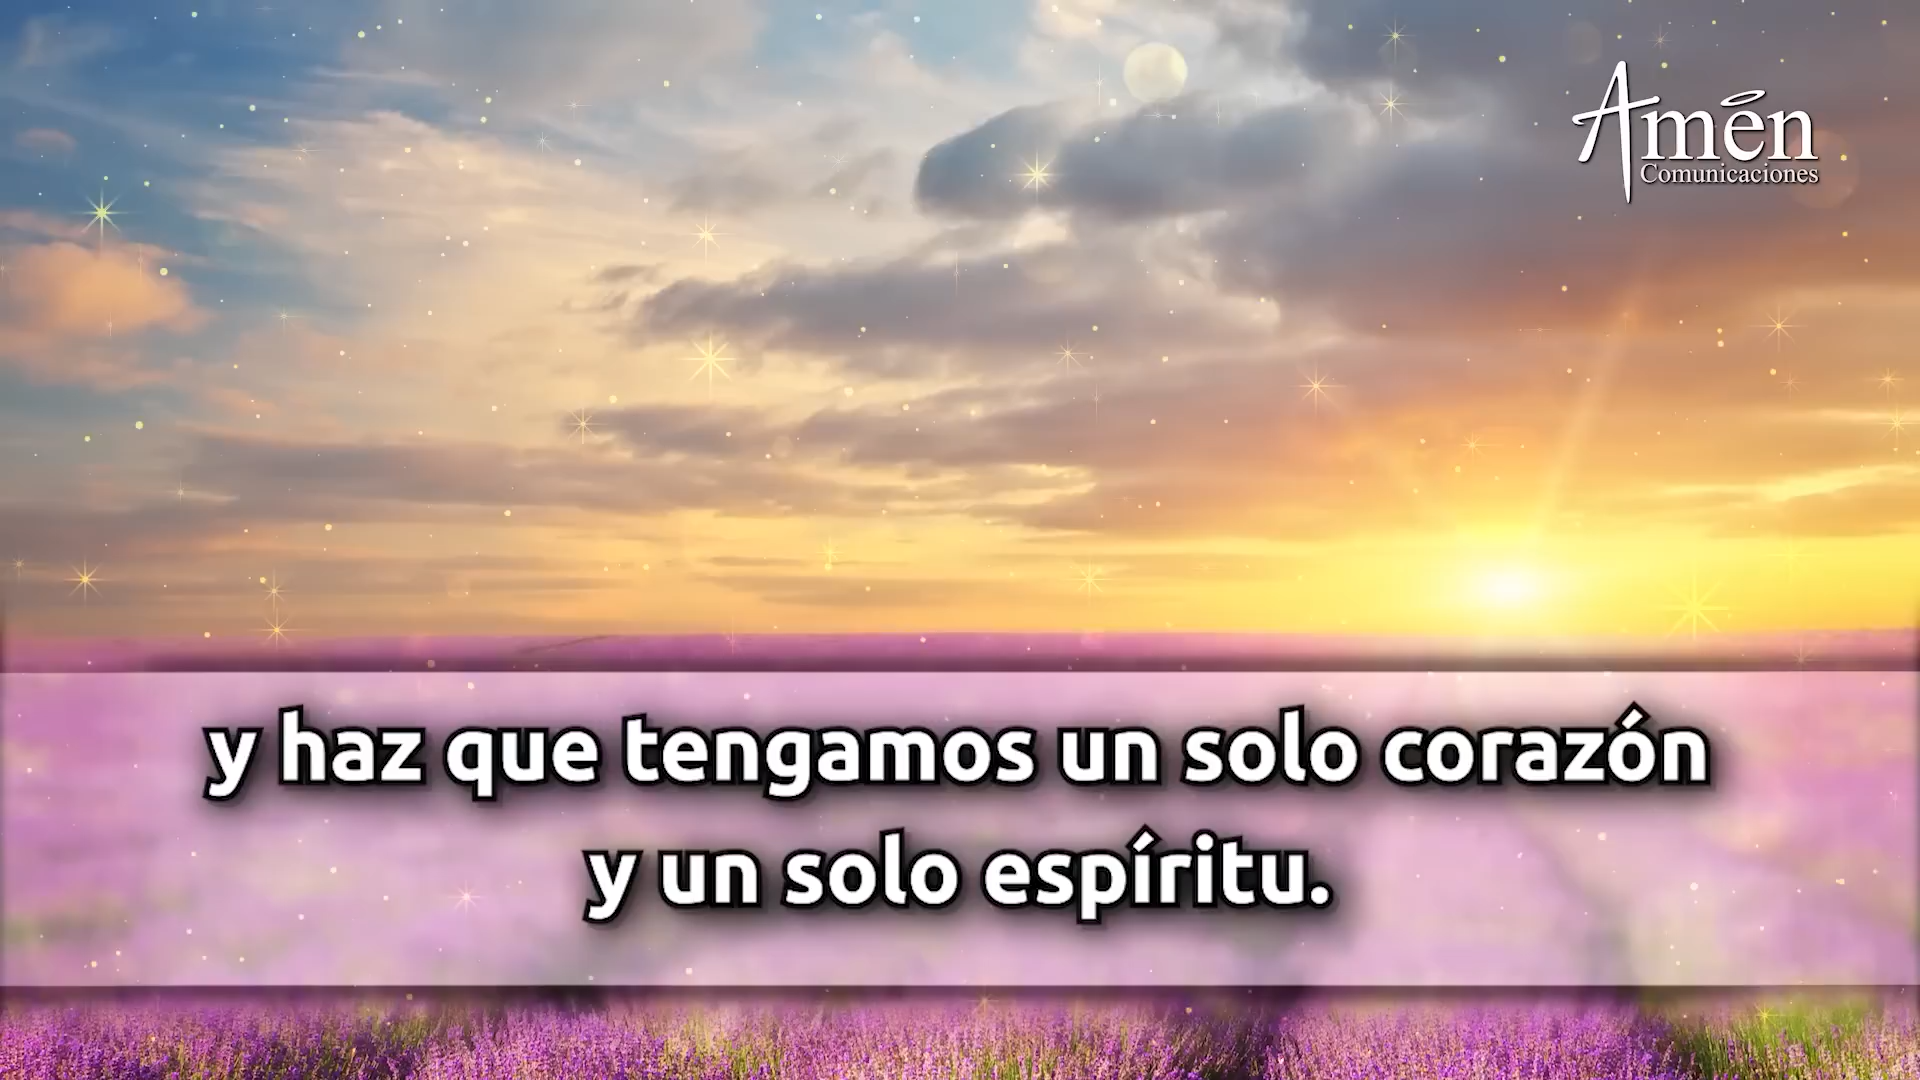 Amén
Comunicaciones
y haz que tengamos un solo corazón
y un solo espíritu.